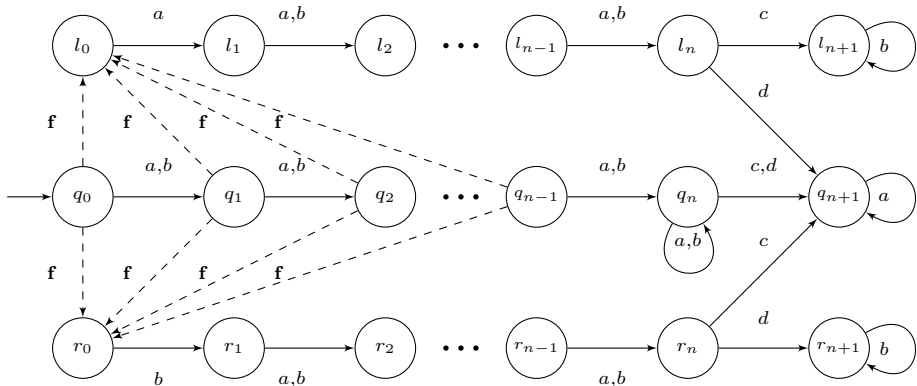 a a,b a,b c
l0 l1 l2 ••• ln−1 ln ln+1 b
d
f f f f
a,b a,b a,b c,d
q0 q1 q2 ••• qn−1 qn qn+1 a
a,b
c
f f f f
d
r0 r1 r2 ••• rn−1 rn rn+1 b
b a,b a,b